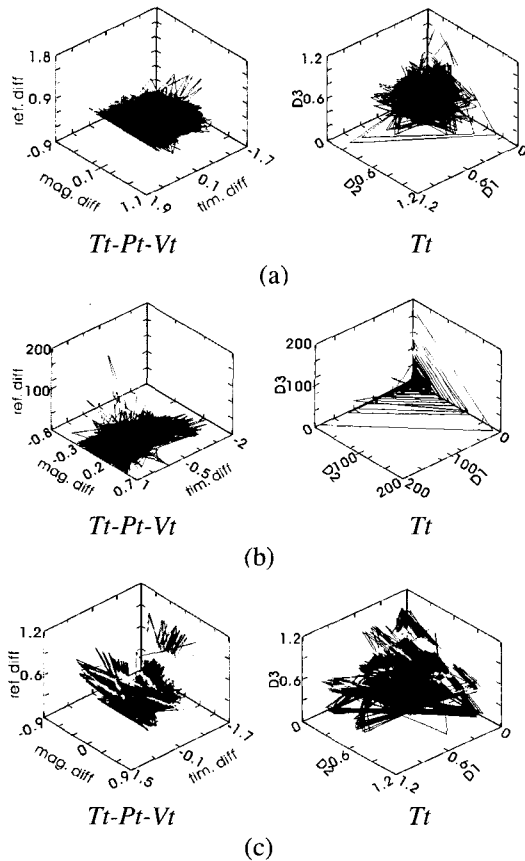 1.8
0.9
-0.9
ref. diff
mag. diff
0.1
1.1
1.9
0.1
-1.7
tim. diff
Tt-Pt-Vt
1.2
0.6
0
D3
D2
0.6
1.2
1.2
0.6
0
D1
Tt
(a)
200
100
-0.8
ref. diff
-0.3
0.2
0.7
mag. diff
1
-0.5
-2
tim. diff
Tt-Pt-Vt
200
100
0
D3
D2
100
200
200
100
0
D1
Tt
(b)
1.2
0.6
-0.9
ref. diff
mag. diff
0
0.9
1.5
-0.1
-1.7
tim. diff
Tt-Pt-Vt
1.2
0.6
0
D3
D2
0.6
1.2
1.2
0.6
0
D1
Tt
(c)